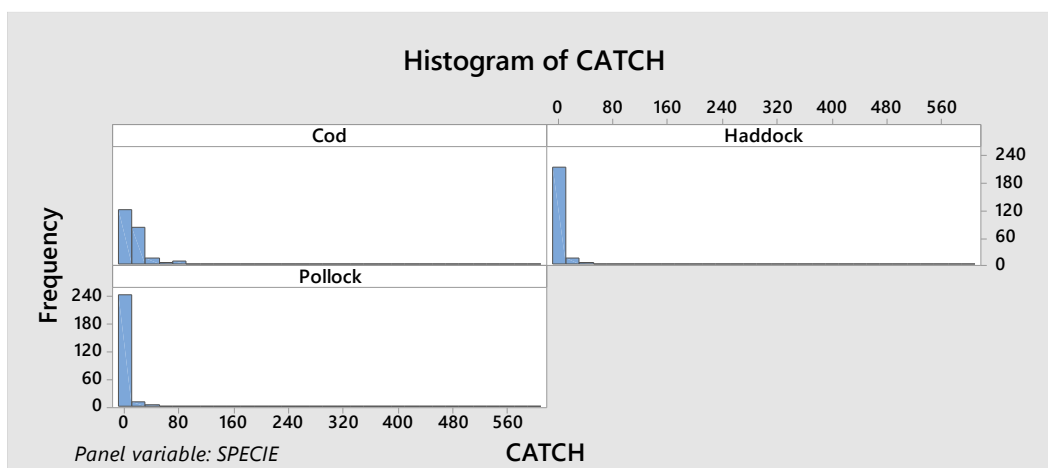 Histogram of CATCH
0 80 160 240 320 400 480 560
Cod Haddock
240
180
120
60
0
Pollock
Frequency
240
180
120
60
0
0 80 160 240 320 400 480 560
Panel variable: SPECIE
CATCH